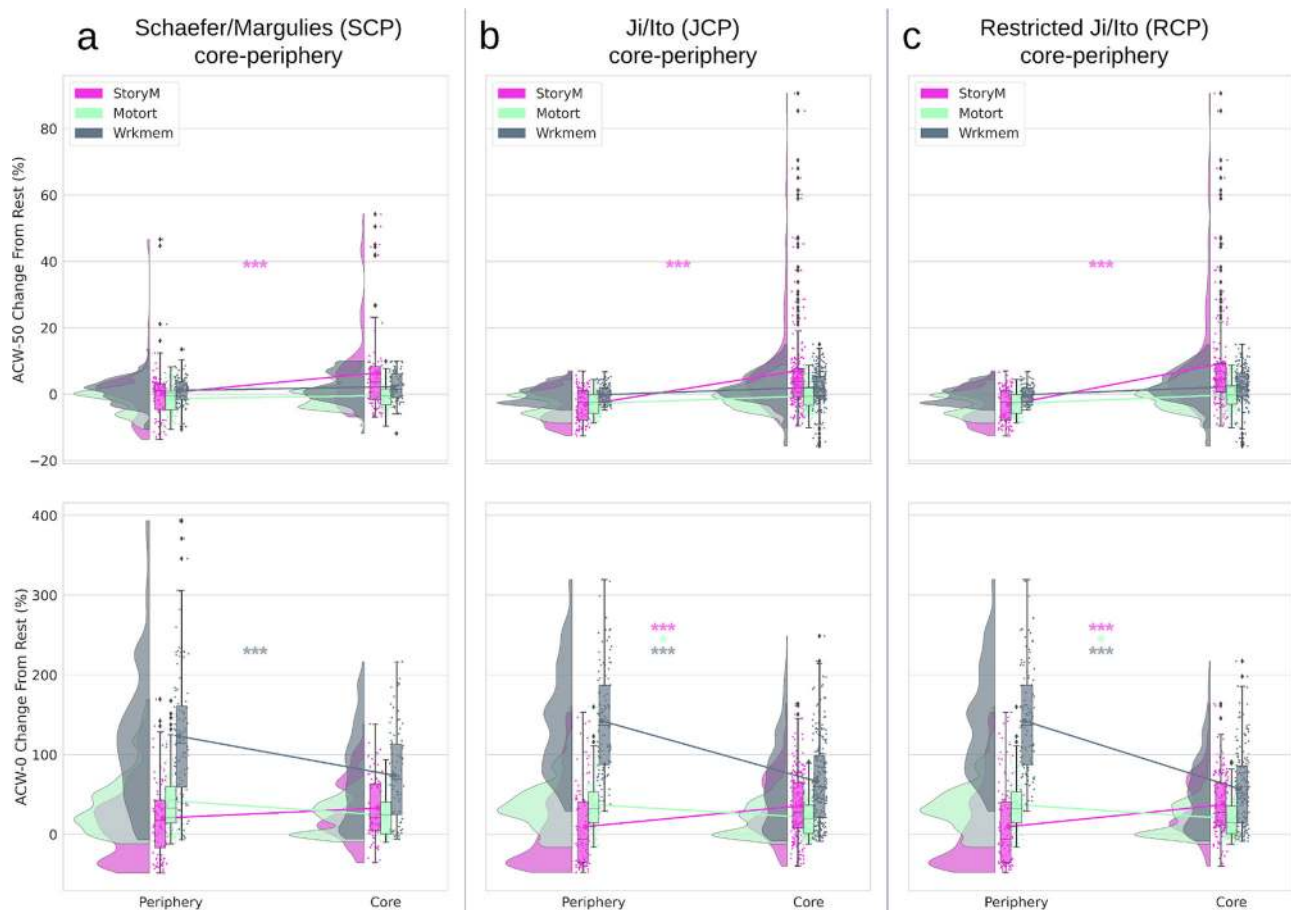 a
Schaefer/Margulies (SCP)
core-periphery
b
Ji/Ito (JCP)
core-periphery
c
Restricted Ji/Ito (RCP)
core-periphery
StoryM
Motort
Wrkmem
StoryM
Motort
Wrkmem
StoryM
Motort
Wrkmem
ACW-50 Change From Rest (%)
80
60
40
20
0
−20
***
***
***
ACW-0 Change From Rest (%)
400
300
200
100
0
***
***
*
***
***
*
***
Periphery
Core
Periphery
Core
Periphery
Core